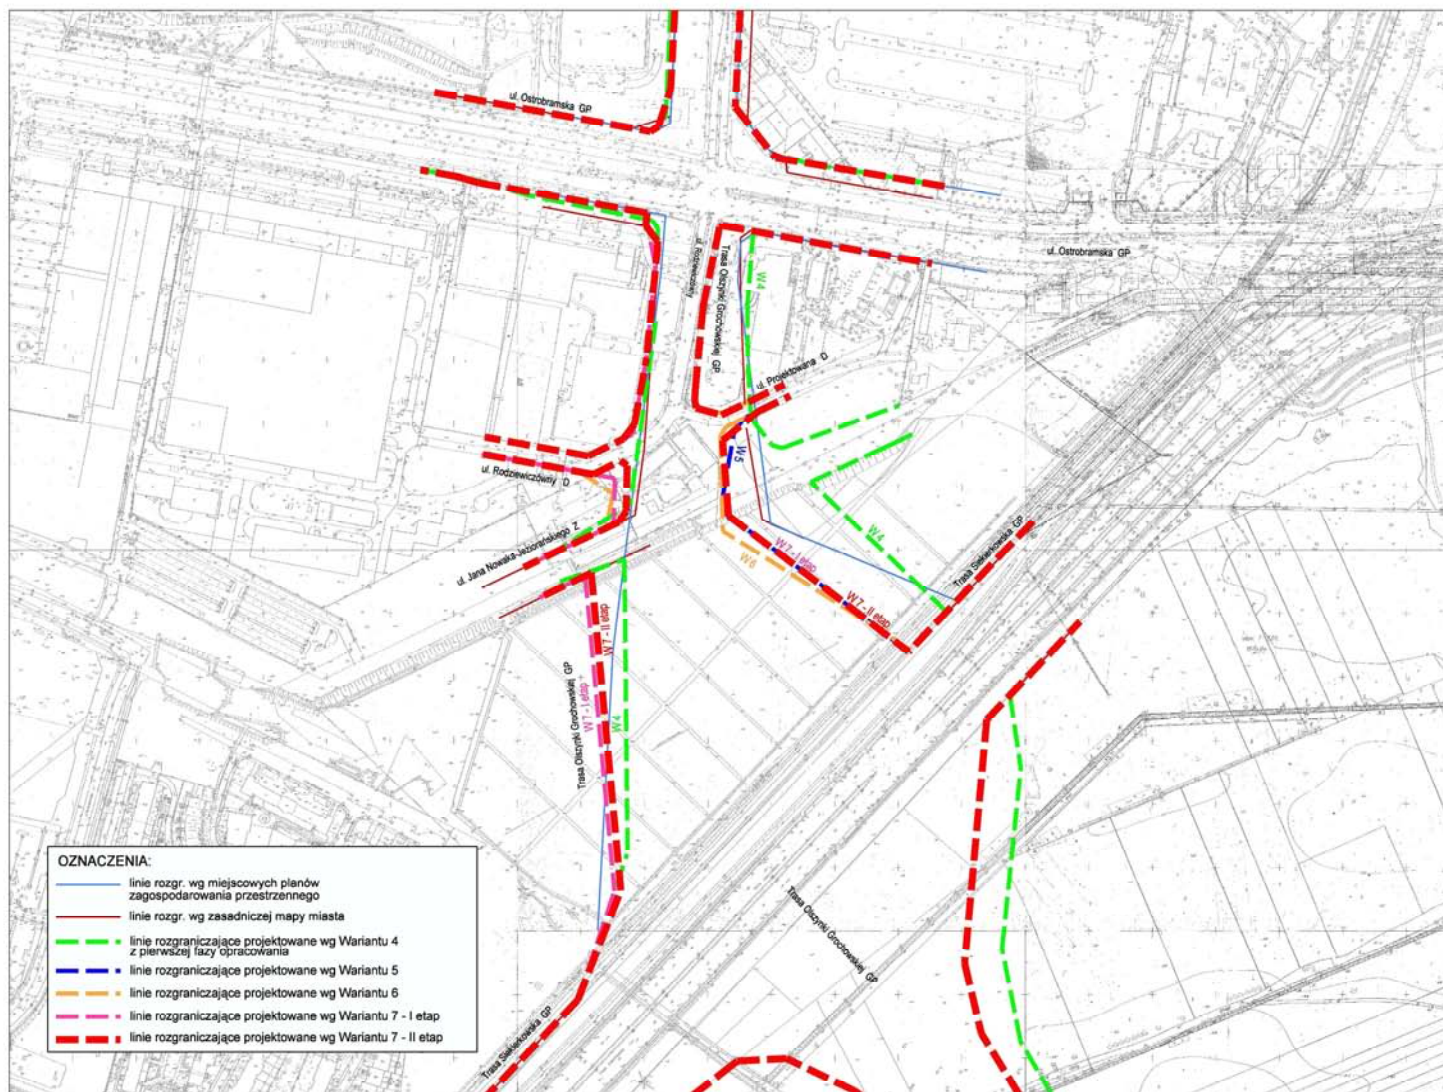 ul. Ostrobramska GP
ul. Ostrobramska GP
ul. Rodziewiczówny
Trasa Olszynki Grochowskiej GP
W4
ul. Projektowana D
W5
ul. Rodziewiczówny D
ul. Jana Nowaka-Jeziorańskiego Z
W7 - I etap
W6
W7 - II etap
W4
Trasa Siekierkowska GP
W 7 - II etap
W7 - I etap
W4
Trasa Olszynki Grochowskiej GP
Trasa Olszynki Grochowskiej GP
Trasa Siekierkowska GP
OZNACZENIA:
linie rozgr. wg miejscowych planów
zagospodarowania przestrzennego
linie rozgr. wg zasadniczej mapy miasta
linie rozgraniczające projektowane wg Wariantu 4
z pierwszej fazy opracowania
linie rozgraniczające projektowane wg Wariantu 5
linie rozgraniczające projektowane wg Wariantu 6
linie rozgraniczające projektowane wg Wariantu 7 - I etap
linie rozgraniczające projektowane wg Wariantu 7 - II etap